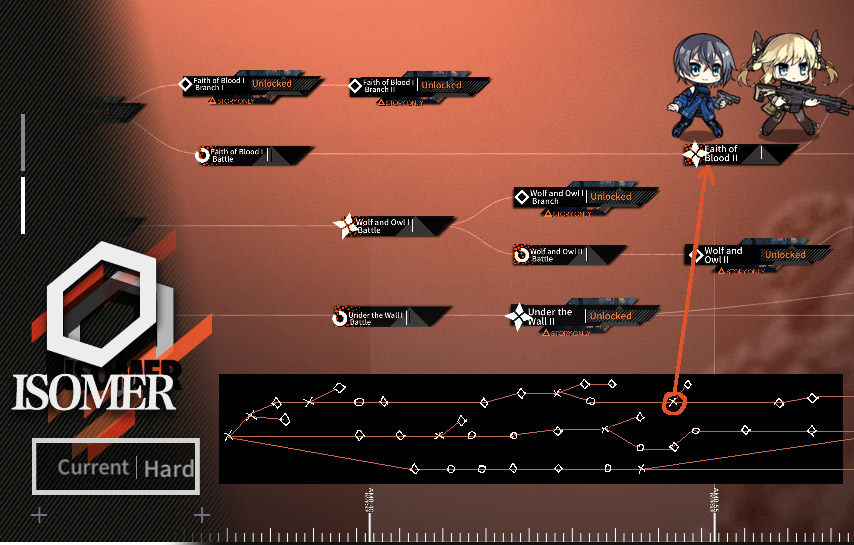 Faith of Blood I
Branch I
Unlocked
STORY ONLY
Faith of Blood I
Branch II
Unlocked
STORY ONLY
Faith of Blood I
Battle
Faith of
Blood II
Wolf and Owl I
Branch
Unlocked
STORY ONLY
Wolf and Owl I
Battle
Wolf and Owl II
Battle
Wolf and
Owl II
Unlocked
STORY ONLY
Under the Wall I
Battle
Under the
Wall II
Unlocked
STORY ONLY
ISOMER
Current | Hard